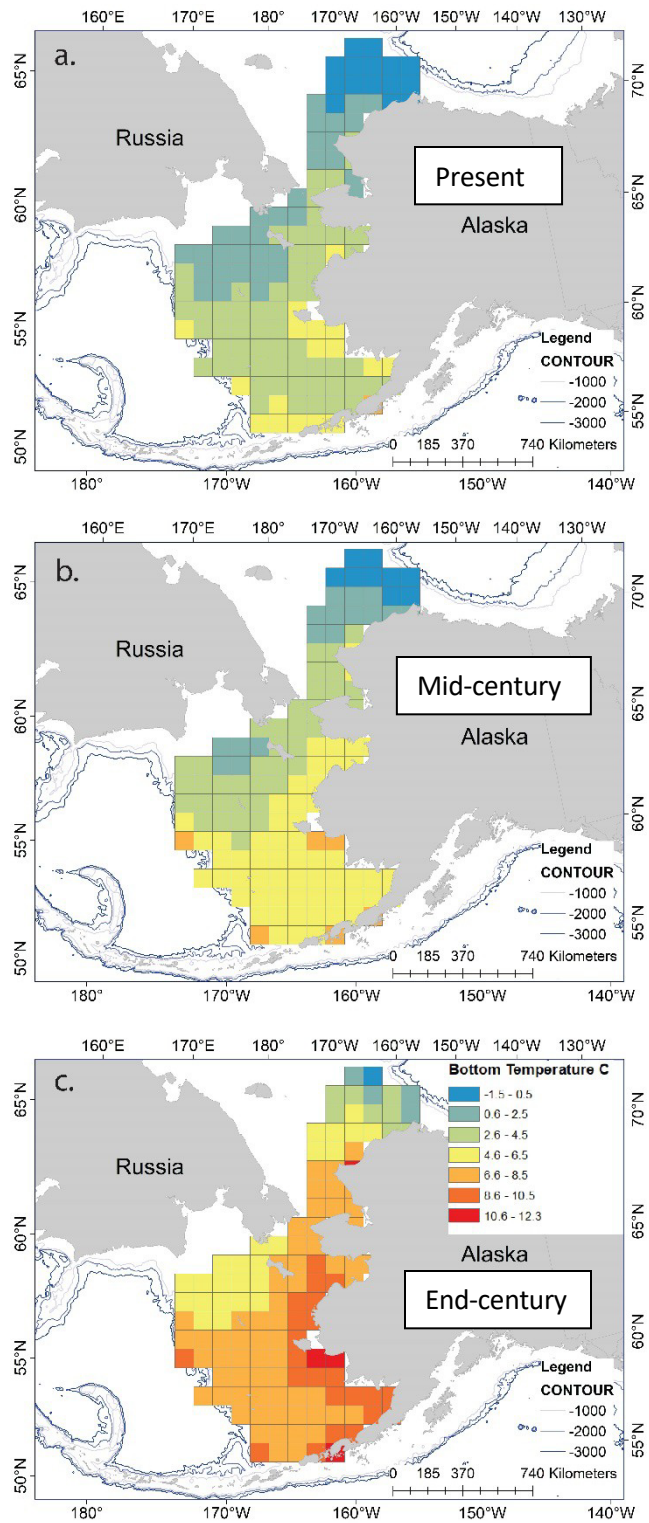 160°E 170°E 180° 170°W 160°W 150°W 140°W 130°W
a.
65°N
70°N
Russia
Present
60°N
65°N
Alaska
55°N
60°N
Legend
CONTOUR
-1000
-2000
-3000
50°N
55°N
0 185 370 740 Kilometers
180° 170°W 160°W 150°W 140°W
160°E 170°E 180° 170°W 160°W 150°W 140°W 130°W
b.
65°N
70°N
Russia
Mid-century
60°N
65°N
Alaska
55°N
60°N
Legend
CONTOUR
-1000
-2000
-3000
50°N
55°N
0 185 370 740 Kilometers
180° 170°W 160°W 150°W 140°W
160°E 170°E 180° 170°W 160°W 150°W 140°W 130°W
c.
Bottom Temperature C
-1.5 - 0.5
0.6 - 2.5
2.6 - 4.5
4.6 - 6.5
6.6 - 8.5
8.6 - 10.5
10.6 - 12.3
65°N
70°N
Russia
60°N
65°N
Alaska
End-century
55°N
60°N
Legend
CONTOUR
-1000
-2000
-3000
50°N
55°N
0 185 370 740 Kilometers
180° 170°W 160°W 150°W 140°W